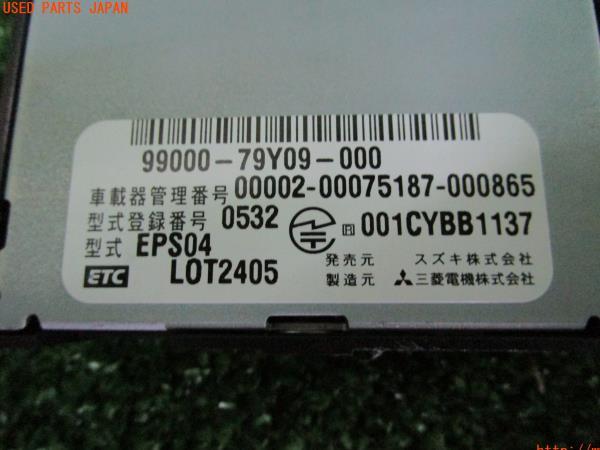 USED PARTS JAPAN
99000-79Y09-000
車載器管理番号 00002-00075187-000865
型式登録番号 0532 R 001CYBB1137
型式 EPS04
ETC LOT2405
発売元 スズキ株式会社
製造元 三菱電機株式会社